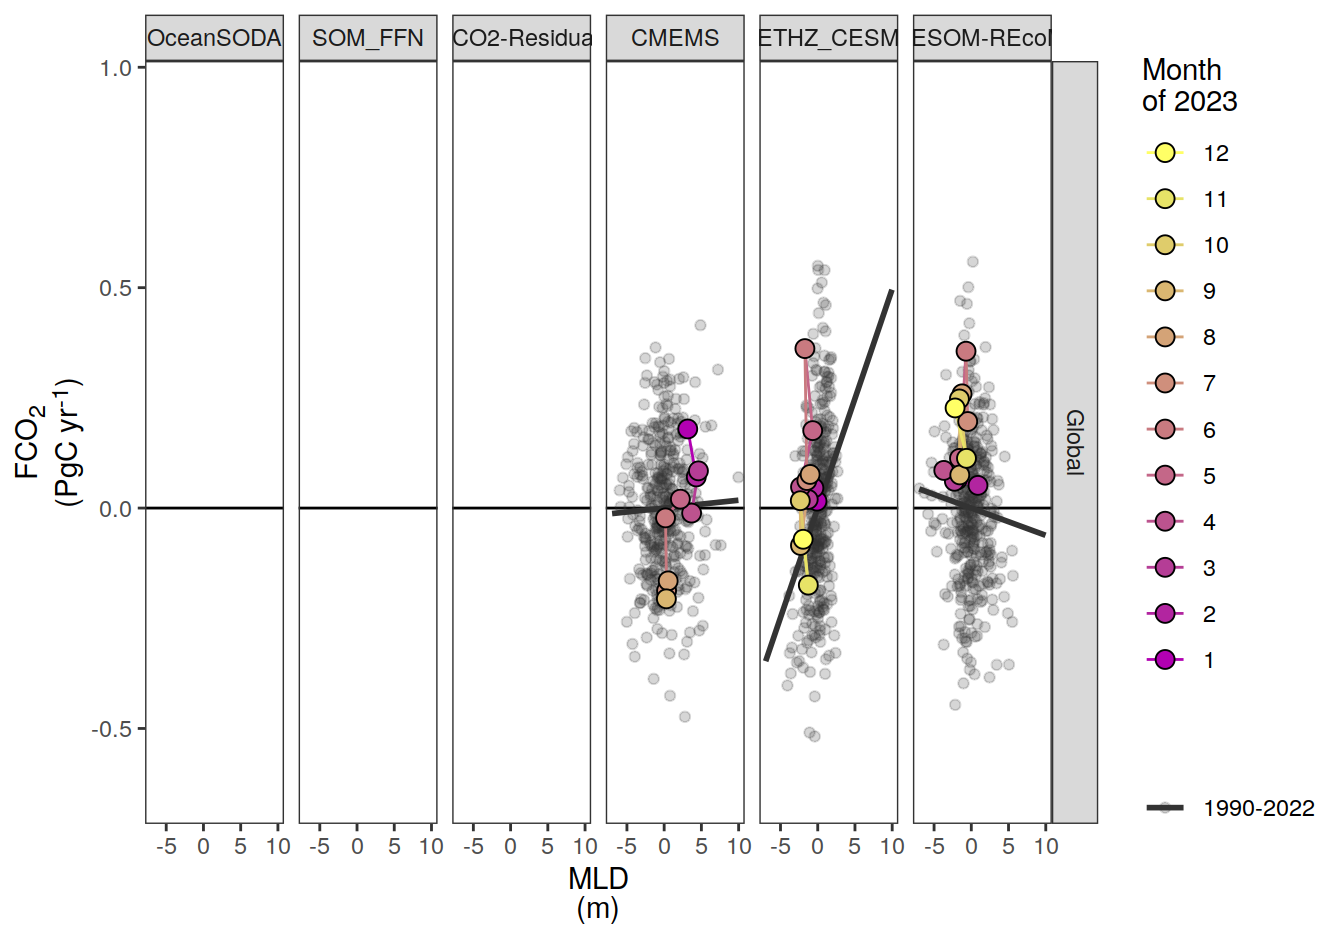 OceanSODA
SOM_FFN
CO2-Residua
CMEMS
ETHZ_CESM
ESOM-REcoM
Global
1.0
0.5
0.0
-0.5
FCO2
(PgC yr-1)
-5 0 5 10
-5 0 5 10
-5 0 5 10
-5 0 5 10
-5 0 5 10
-5 0 5 10
MLD
(m)
Month
of 2023
12
11
10
9
8
7
6
5
4
3
2
1
1990-2022